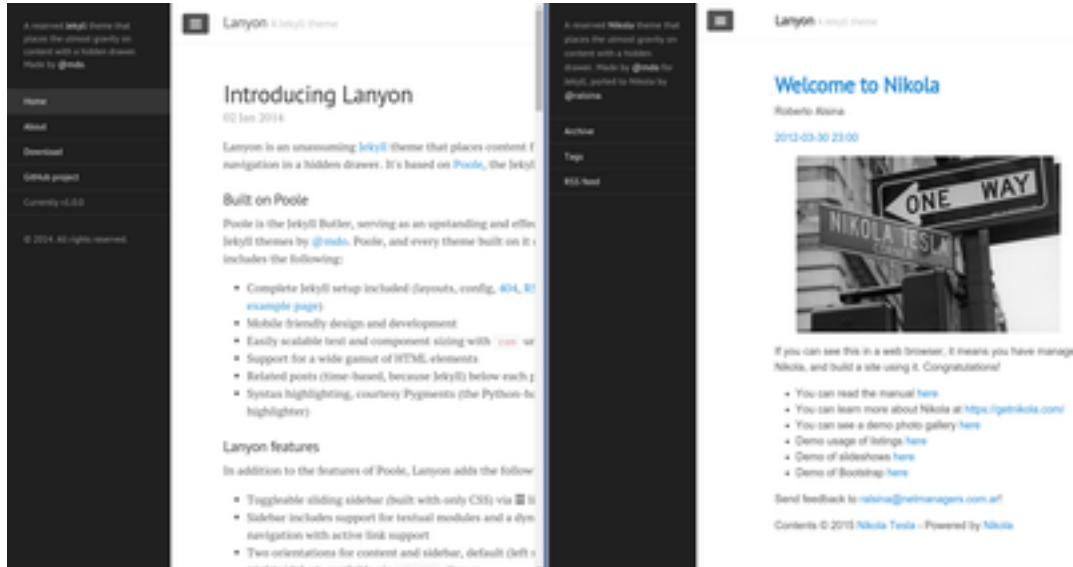 A reserved Jekyll theme that
places the utmost gravity on
content with a hidden drawer.
Made by @mdo.
Home
About
Download
GitHub project
Currently v1.0.0
© 2014. All rights reserved.
Lanyon A Jekyll theme
Introducing Lanyon
02 Jan 2014
Lanyon is an unassuming Jekyll theme that places content f
navigation in a hidden drawer. It's based on Poole, the Jekyl
Built on Poole
Poole is the Jekyll Butler, serving as an upstanding and effec
Jekyll themes by @mdo. Poole, and every theme built on it
includes the following:
Complete Jekyll setup included (layouts, config, 404, RS
example page)
Mobile friendly design and development
Easily scalable text and component sizing with rem un
Support for a wide gamut of HTML elements
Related posts (time-based, because Jekyll) below each p
Syntax highlighting, courtesy Pygments (the Python-ba
highlighter)
Lanyon features
In addition to the features of Poole, Lanyon adds the follow
Toggleable sliding sidebar (built with only CSS) via ☰ li
Sidebar includes support for textual modules and a dyn
navigation with active link support
Two orientations for content and sidebar, default (left
A reserved Nikola theme that
places the utmost gravity on
content with a hidden
drawer. Made by @mdo for
Jekyll, ported to Nikola by
@ralsina.
Archive
Tags
RSS feed
Lanyon A Jekyll theme
Welcome to Nikola
Roberto Alsina
2012-03-30 23:00
ONE WAY
NIKOLA TESLA
CORNER
If you can see this in a web browser, it means you have manage
Nikola, and build a site using it. Congratulations!
You can read the manual here
You can learn more about Nikola at https://getnikola.com/
You can see a demo photo gallery here
Demo usage of listings here
Demo of slideshows here
Demo of Bootstrap here
Send feedback to ralsina@netmanagers.com.ar!
Contents © 2015 Nikola Tesla - Powered by Nikola